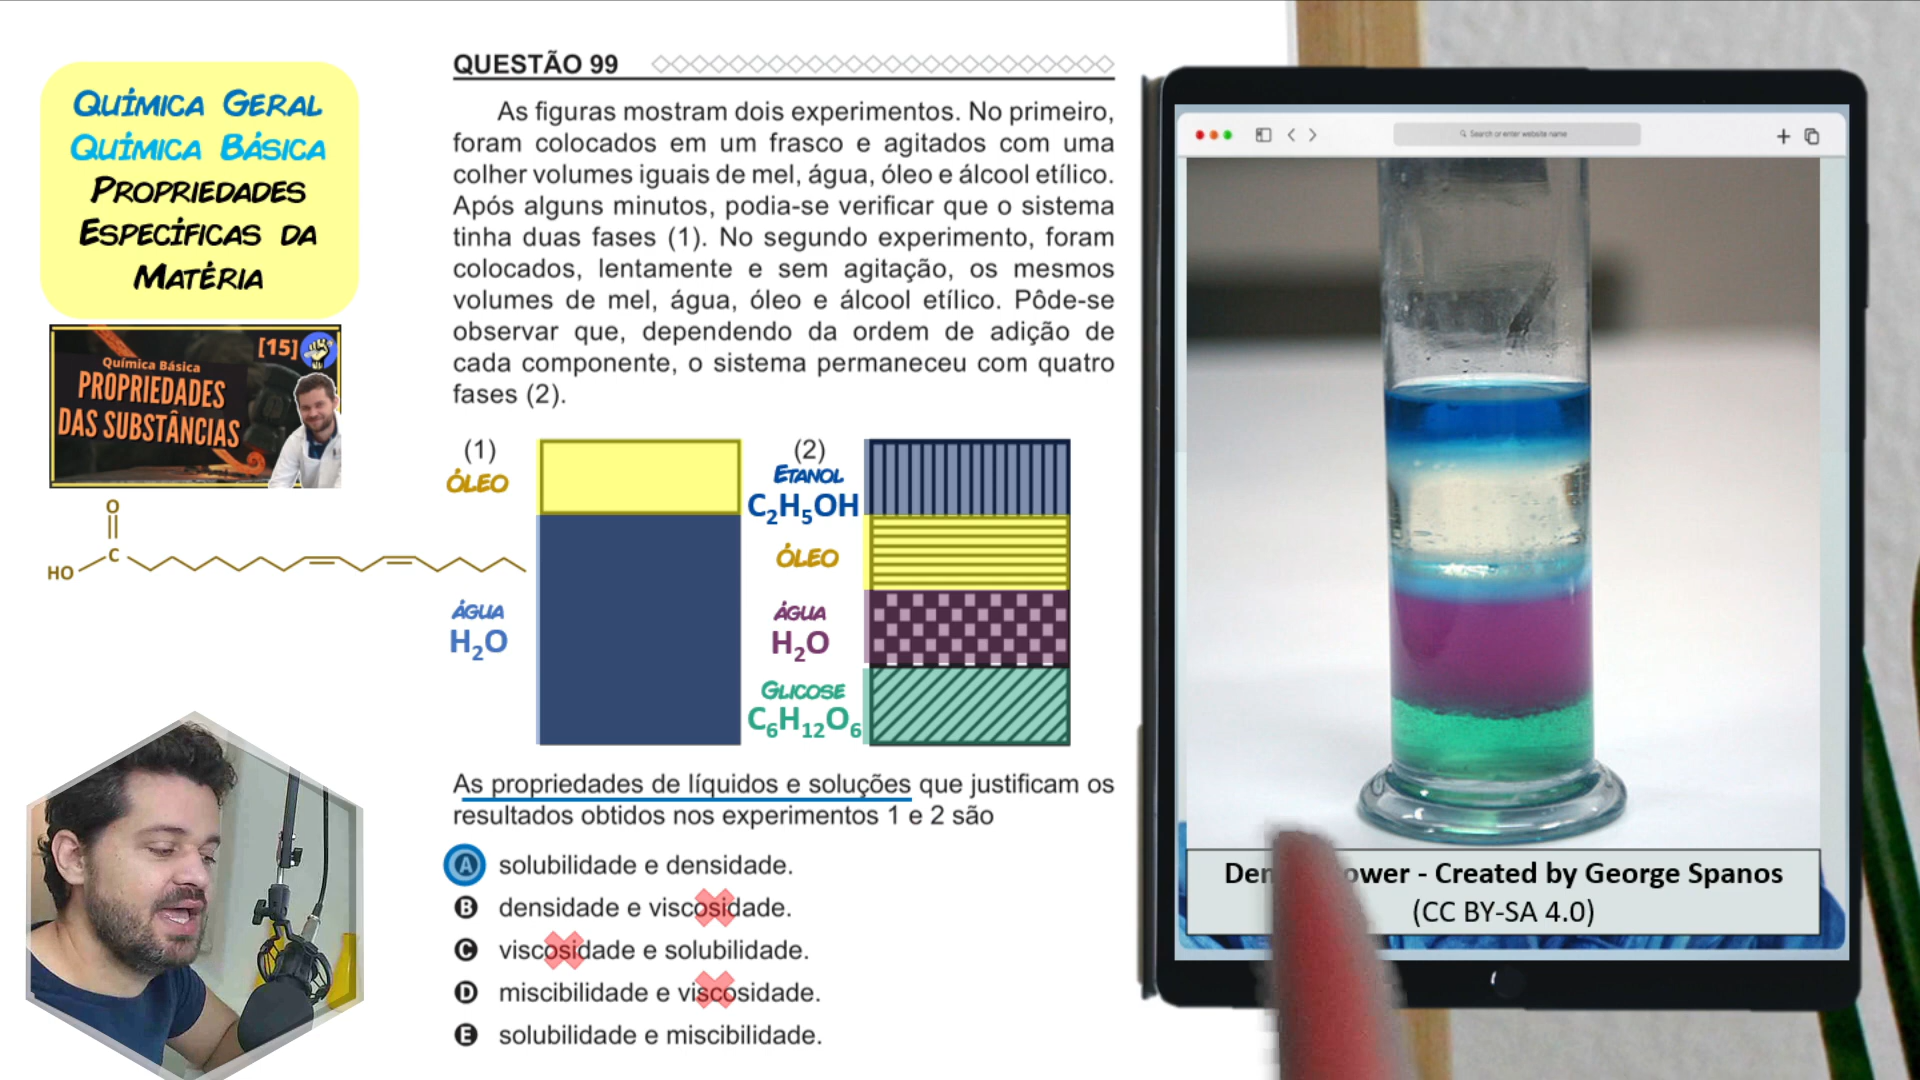 QUÍMICA GERAL
QUÍMICA BÁSICA
PROPRIEDADES
ESPECÍFICAS DA
MATÉRIA
[15]
Química Básica
PROPRIEDADES
DAS SUBSTÂNCIAS
O
C
HO
QUESTÃO 99
As figuras mostram dois experimentos. No primeiro,
foram colocados em um frasco e agitados com uma
colher volumes iguais de mel, água, óleo e álcool etílico.
Após alguns minutos, podia-se verificar que o sistema
tinha duas fases (1). No segundo experimento, foram
colocados, lentamente e sem agitação, os mesmos
volumes de mel, água, óleo e álcool etílico. Pôde-se
observar que, dependendo da ordem de adição de
cada componente, o sistema permaneceu com quatro
fases (2).
(1)
ÓLEO
ÁGUA
H₂O
(2)
ETANOL
C₂H₅OH
ÓLEO
ÁGUA
H₂O
GLICOSE
C₆H₁₂O₆
As propriedades de líquidos e soluções que justificam os
resultados obtidos nos experimentos 1 e 2 são
A solubilidade e densidade.
B densidade e viscosidade.
C viscosidade e solubilidade.
D miscibilidade e viscosidade.
E solubilidade e miscibilidade.
Search or enter website name
- Created by George Spanos
(CC BY-SA 4.0)